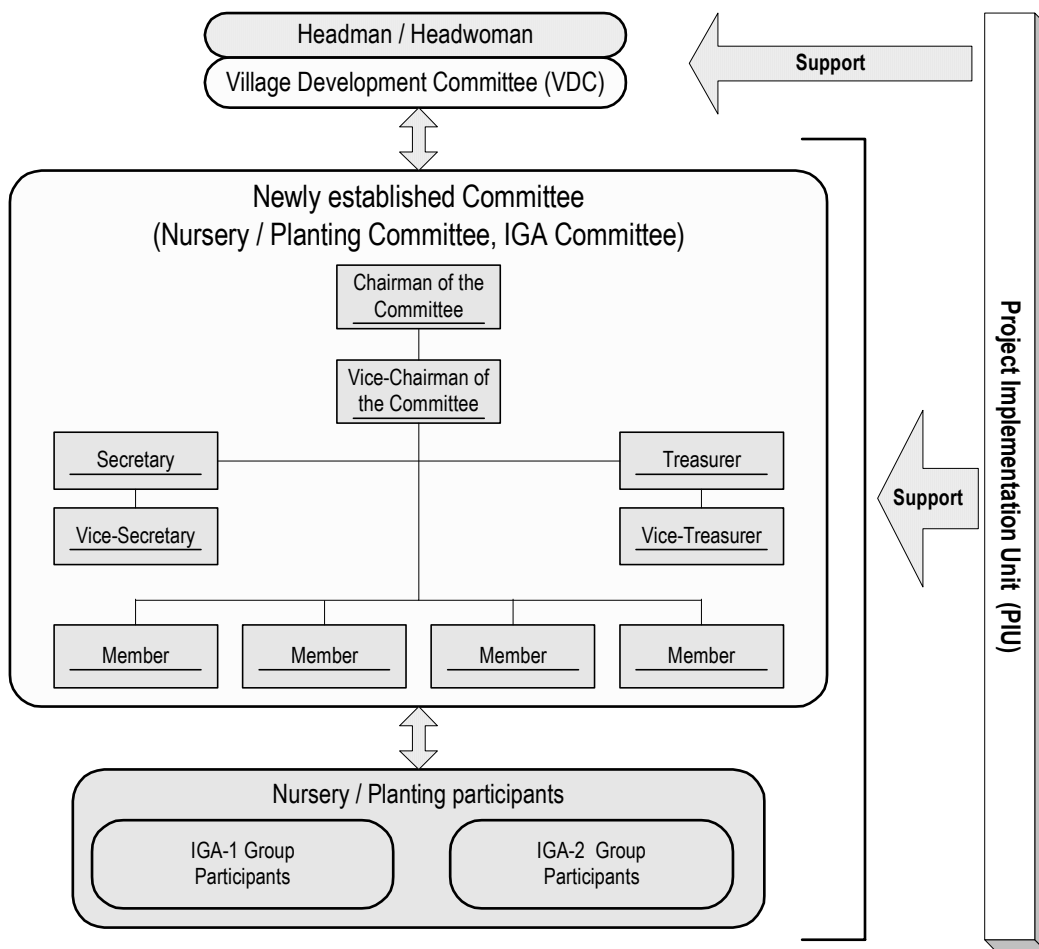 Headman / Headwoman
Village Development Committee (VDC)
Support
Newly established Committee
(Nursery / Planting Committee, IGA Committee)
Chairman of the
Committee
Vice-Chairman of
the Committee
Secretary
Treasurer
Vice-Secretary
Vice-Treasurer
Member
Member
Member
Member
Support
Project Implementation Unit (PIU)
Nursery / Planting participants
IGA-1 Group
Participants
IGA-2 Group
Participants